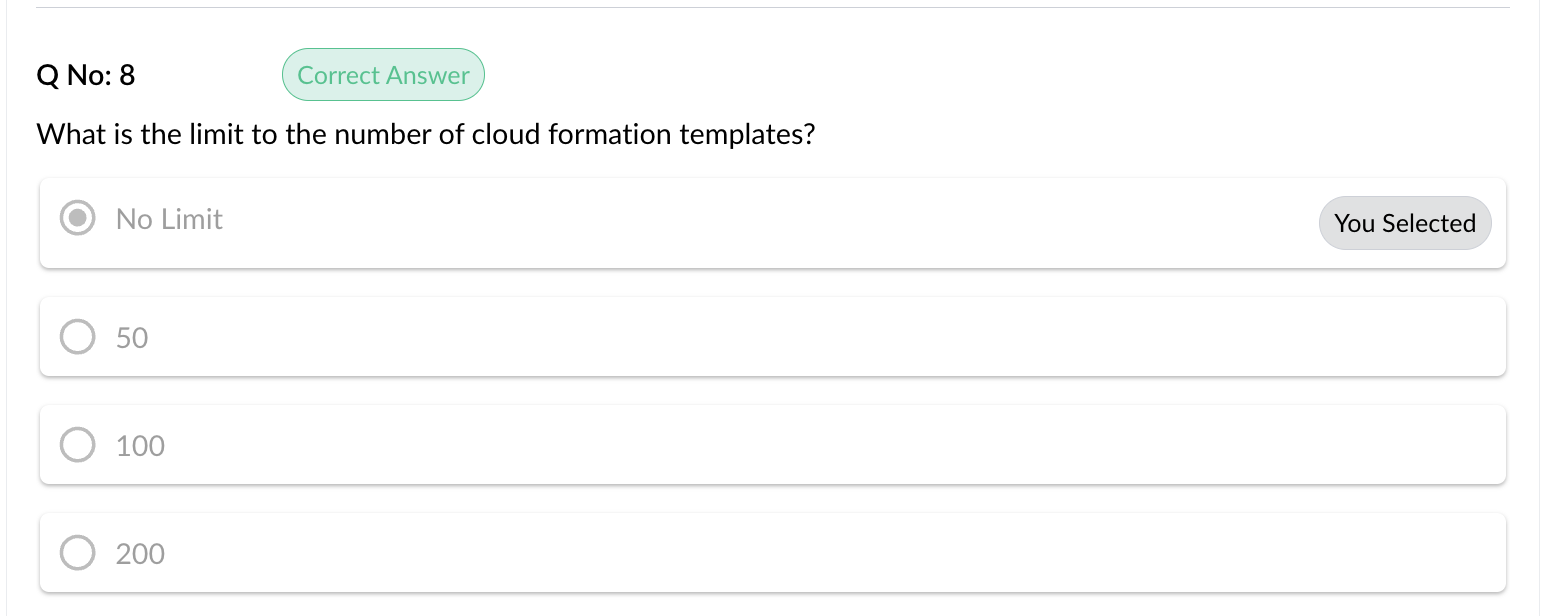 Q No: 8 Correct Answer
What is the limit to the number of cloud formation templates?
No Limit You Selected
50
100
200